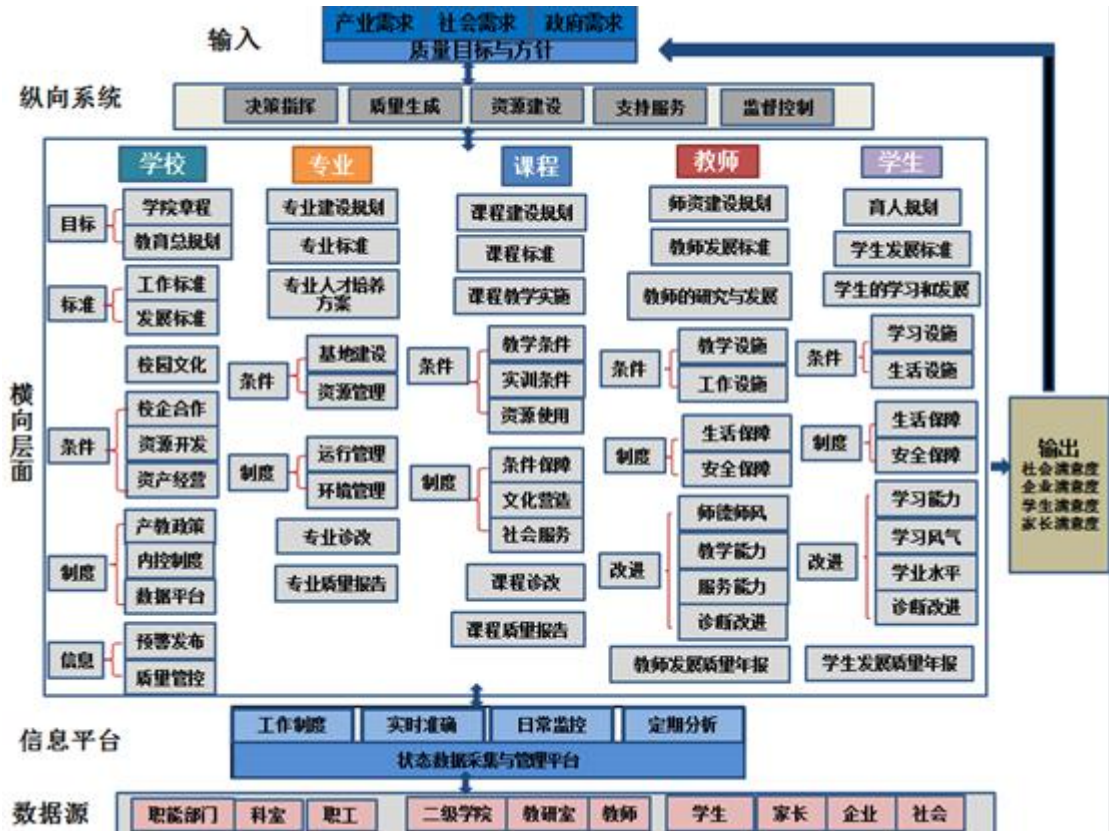 输入
产业需求 社会需求 政府需求
质量目标与方针
纵向系统
决策指挥 质量生成 资源建设 支持服务 监督控制
横向层面
学校
目标
学院章程
教育总规划
标准
工作标准
发展标准
校园文化
条件
校企合作
资源开发
资产经营
制度
产教政策
内控制度
数据平台
信息
预警发布
质量管控
专业
专业建设规划
专业标准
专业人才培养
方案
条件
基地建设
资源管理
制度
运行管理
环境管理
专业诊改
专业质量报告
课程
课程建设规划
课程标准
课程教学实施
条件
教学条件
实训条件
资源使用
制度
条件保障
文化营造
社会服务
课程诊改
课程质量报告
教师
师资建设规划
教师发展标准
教师的研究与发展
条件
教学设施
工作设施
制度
生活保障
安全保障
改进
师德师风
教学能力
服务能力
诊断改进
教师发展质量年报
学生
育人规划
学生发展标准
学生的学习和发展
条件
学习设施
生活设施
制度
生活保障
安全保障
改进
学习能力
学习风气
学业水平
诊断改进
学生发展质量年报
输出
社会满意度
企业满意度
学生满意度
家长满意度
信息平台
工作制度 实时准确 日常监控 定期分析
状态数据采集与管理平台
数据源
职能部门 科室 职工 二级学院 教研室 教师 学生 家长 企业 社会